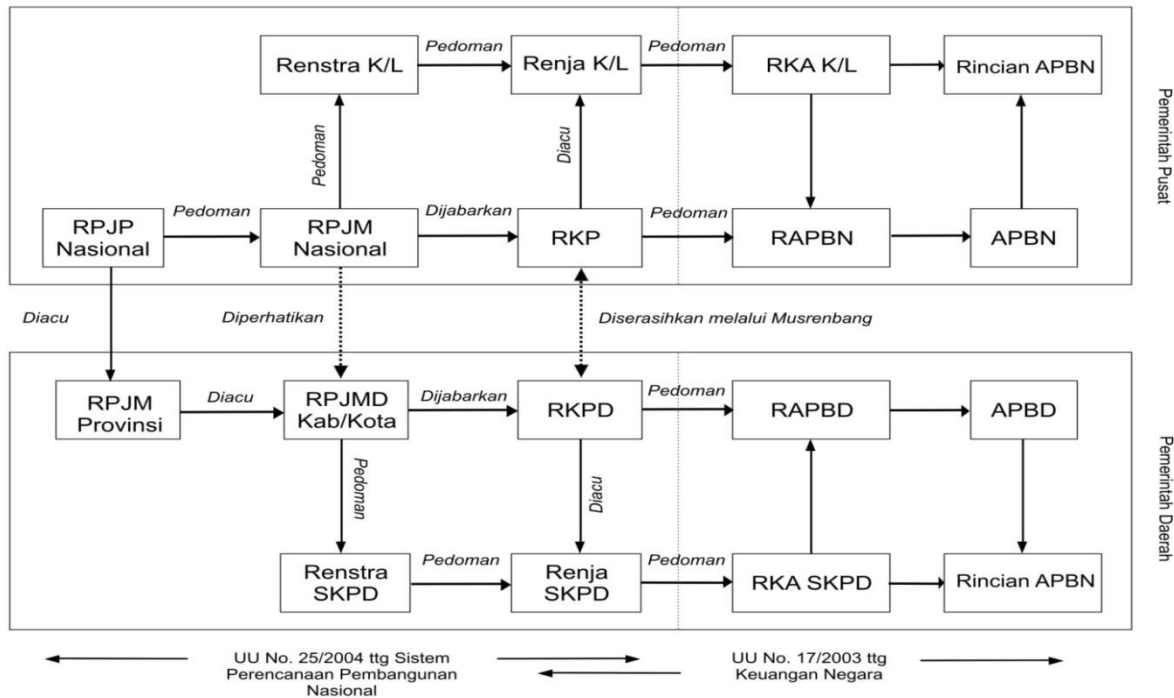 Pedoman
Pedoman
Renstra K/L
Renja K/L
RKA K/L
Rincian APBN
Pedoman
Diacu
Pemerintah Pusat
RPJP
Nasional
Pedoman
RPJM
Nasional
Dijabarkan
RKP
Pedoman
RAPBN
APBN
Diacu
Diperhatikan
Diserasihkan melalui Musrenbang
RPJM
Provinsi
Diacu
RPJMD
Kab/Kota
Dijabarkan
RKPD
Pedoman
RAPBD
APBD
Pedoman
Diacu
Pemerintah Daerah
Renstra
SKPD
Pedoman
Renja
SKPD
Pedoman
RKA SKPD
Rincian APBN
UU No. 25/2004 ttg Sistem
Perencanaan Pembangunan
Nasional
UU No. 17/2003 ttg
Keuangan Negara